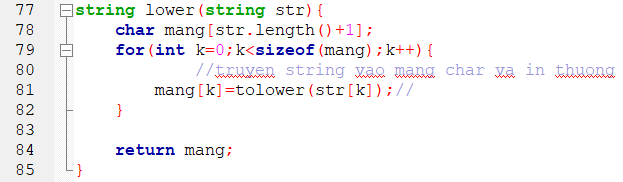 77 string lower(string str){
78 char mang[str.length()+1];
79 for(int k=0;k<sizeof(mang);k++){
80 //truyen string vao mang char va in thuong
81 mang[k]=tolower(str[k]);//
82 }
83
84 return mang;
85 }